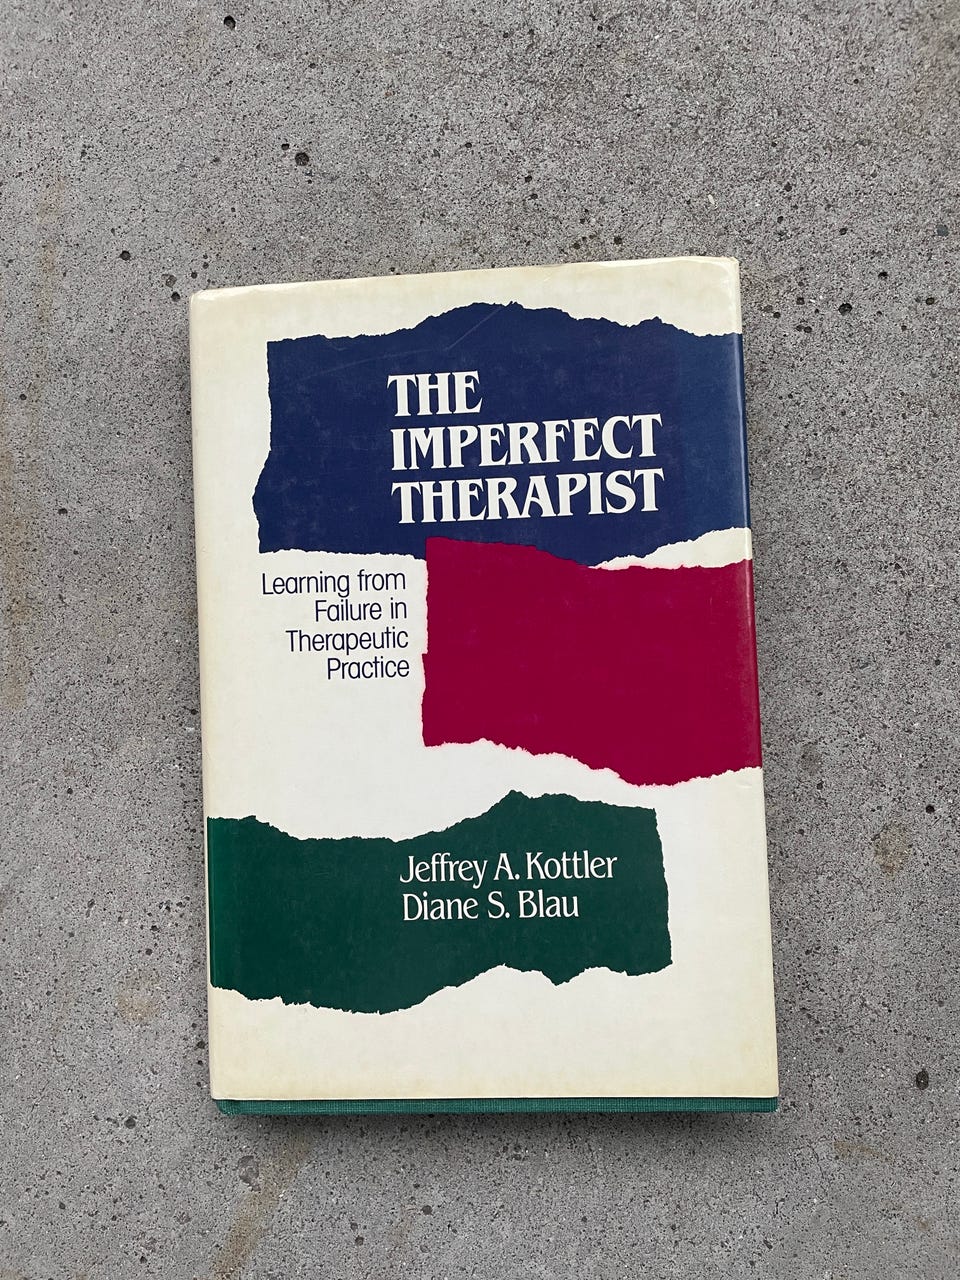 THE
IMPERFECT
THERAPIST
Learning from
Failure in
Therapeutic
Practice
Jeffrey A. Kottler
Diane S. Blau